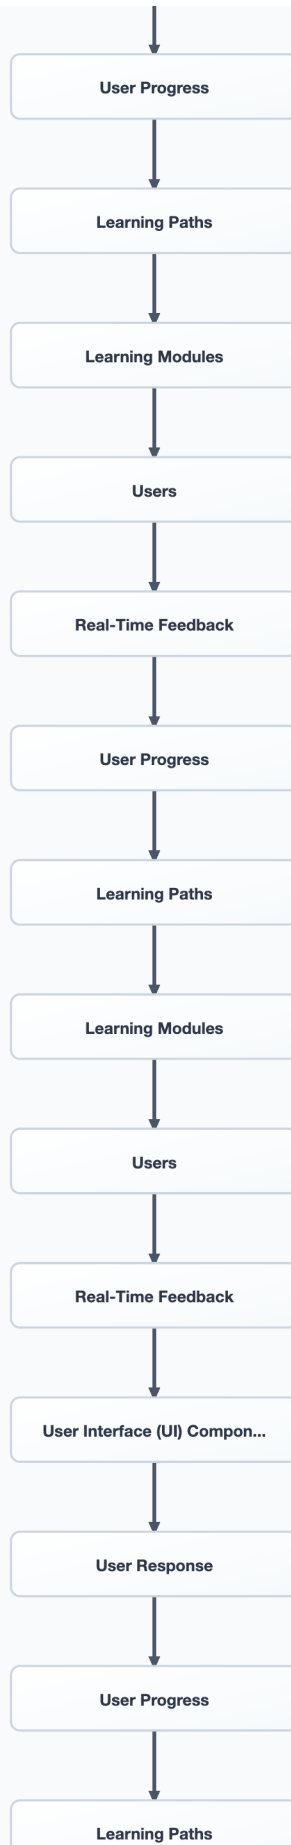 User Progress
Learning Paths
Learning Modules
Users
Real-Time Feedback
User Progress
Learning Paths
Learning Modules
Users
Real-Time Feedback
User Interface (UI) Compon...
User Response
User Progress
Learning Paths